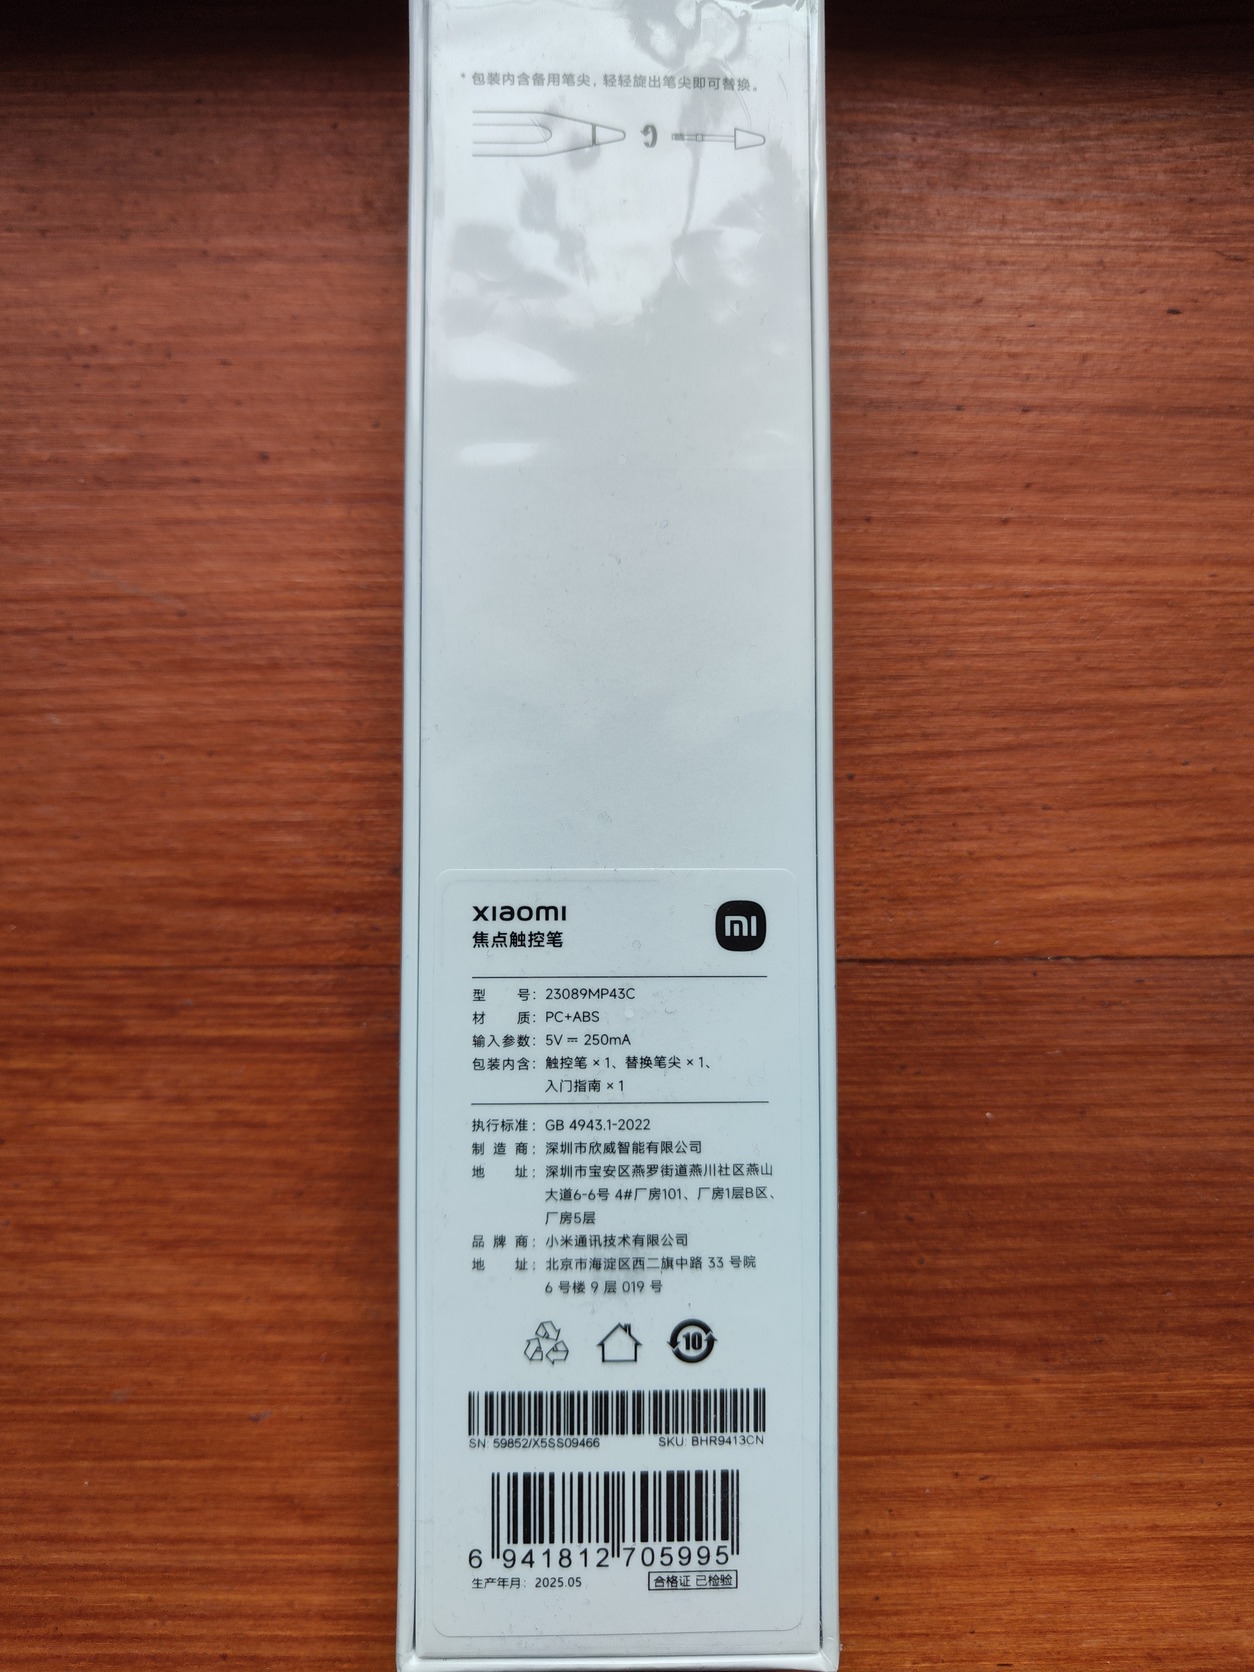 * 包装内含备用笔尖，轻轻旋出笔尖即可替换。
xiaomi
焦点触控笔
mi
型 号：23089MP43C
材 质：PC+ABS
输入参数：5V ⎓ 250mA
包装内含：触控笔 × 1、替换笔尖 × 1、
入门指南 × 1
执行标准：GB 4943.1-2022
制 造 商：深圳市欣威智能有限公司
地 址：深圳市宝安区燕罗街道燕川社区燕山
大道6-6号 4#厂房101、厂房1层B区、
厂房5层
品 牌 商：小米通讯技术有限公司
地 址：北京市海淀区西二旗中路 33 号院
6 号楼 9 层 019 号
10
SN: 59852/X5SS09466 SKU: BHR9413CN
6 941812 705995
生产年月：2025.05 合格证 已检验